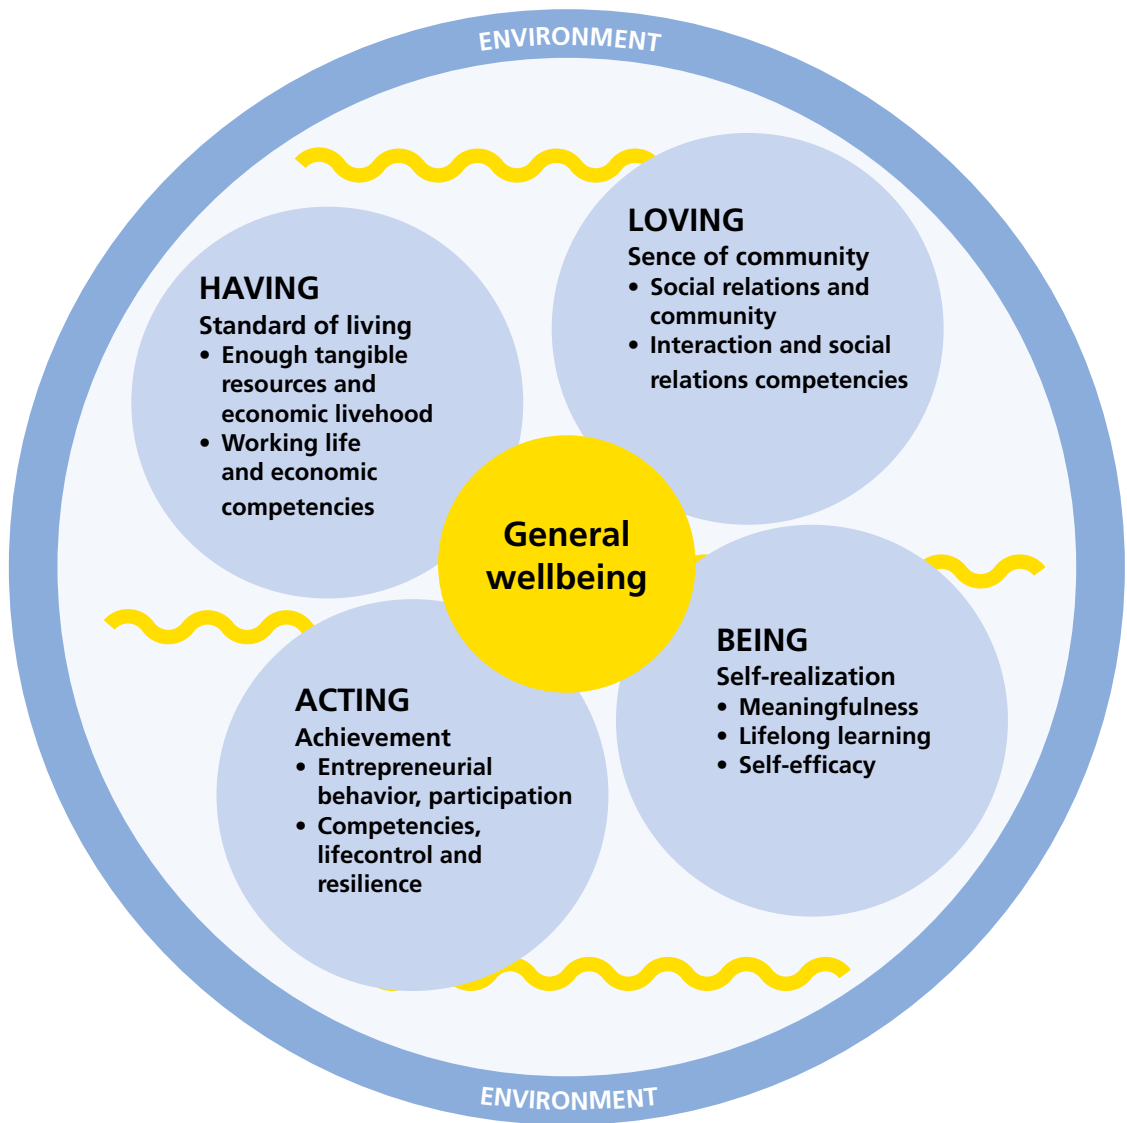 ENVIRONMENT
HAVING
Standard of living
• Enough tangible
resources and
economic livehood
• Working life
and economic
competencies
LOVING
Sence of community
• Social relations and
community
• Interaction and social
relations competencies
General
wellbeing
ACTING
Achievement
• Entrepreneurial
behavior, participation
• Competencies,
lifecontrol and
resilience
BEING
Self-realization
• Meaningfulness
• Lifelong learning
• Self-efficacy
ENVIRONMENT